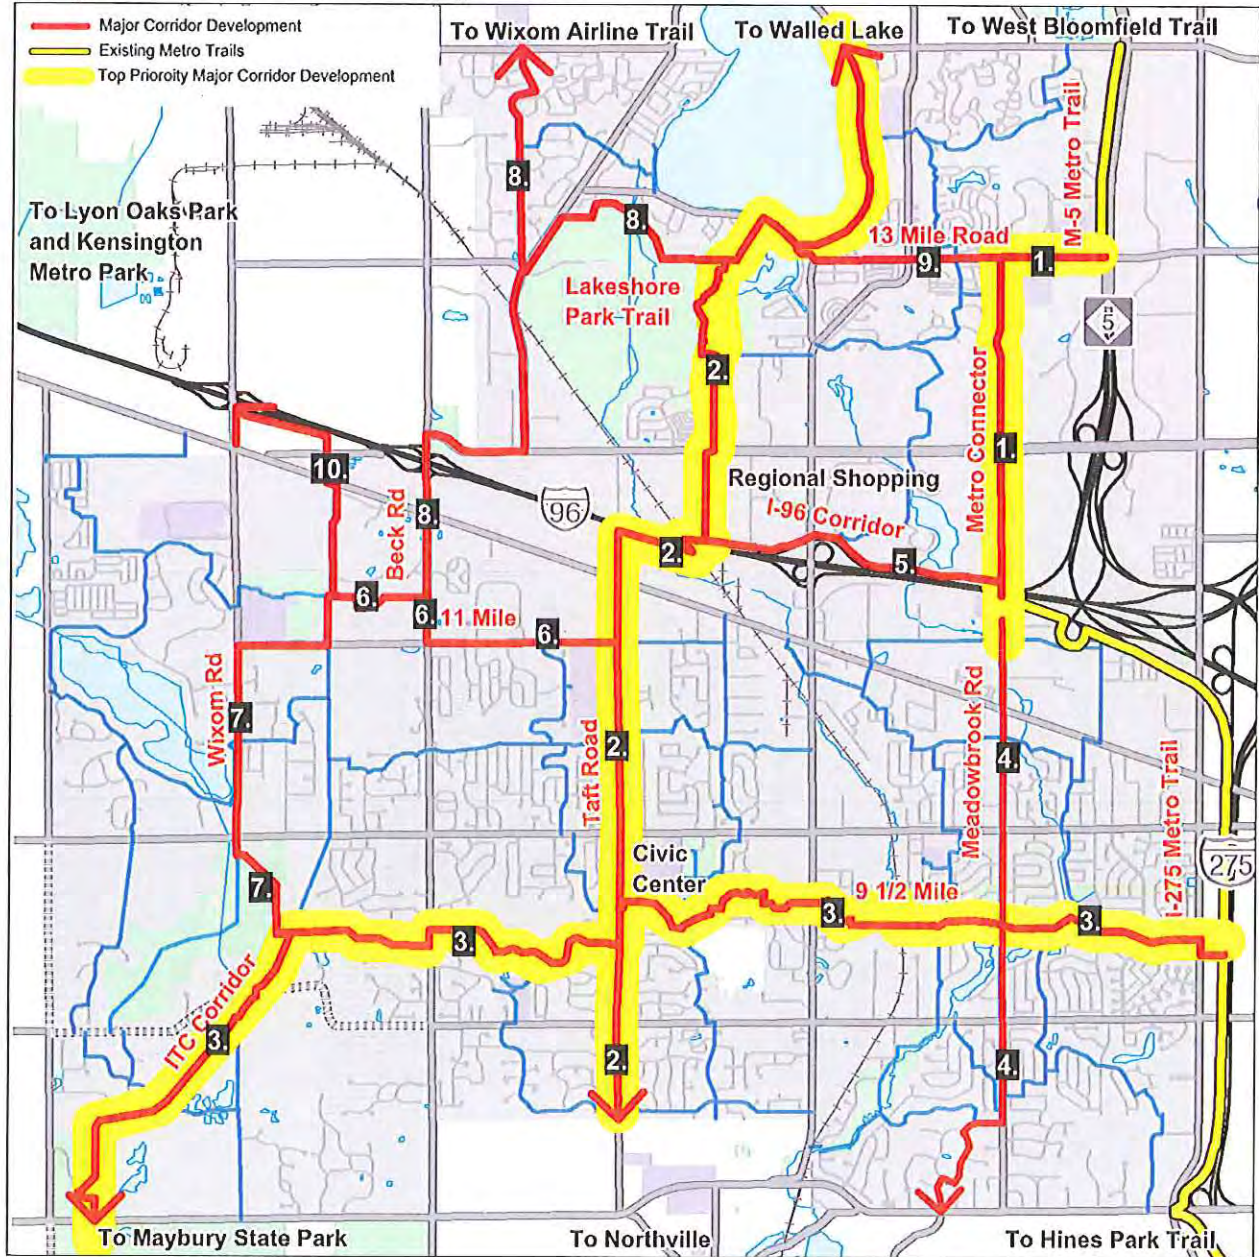 Major Corridor Development
Existing Metro Trails
Top Prioroity Major Corridor Development
To Wixom Airline Trail
To Walled Lake
To West Bloomfield Trail
M-5 Metro Trail
8.
8.
To Lyon Oaks Park
and Kensington
Metro Park
13 Mile Road
9.
1.
Lakeshore
Park Trail
M
5
2.
Metro Connector
1.
10.
Regional Shopping
I-96 Corridor
Beck Rd
8.
96
2.
5.
6.
6.
11 Mile
6.
Wixom Rd
7.
Taft Road
2.
Meadowbrook Rd
4.
I-275 Metro Trail
275
Civic
Center
7.
9 1/2 Mile
3.
3.
3.
ITC Corridor
3.
2.
4.
To Maybury State Park
To Northville
To Hines Park Trail